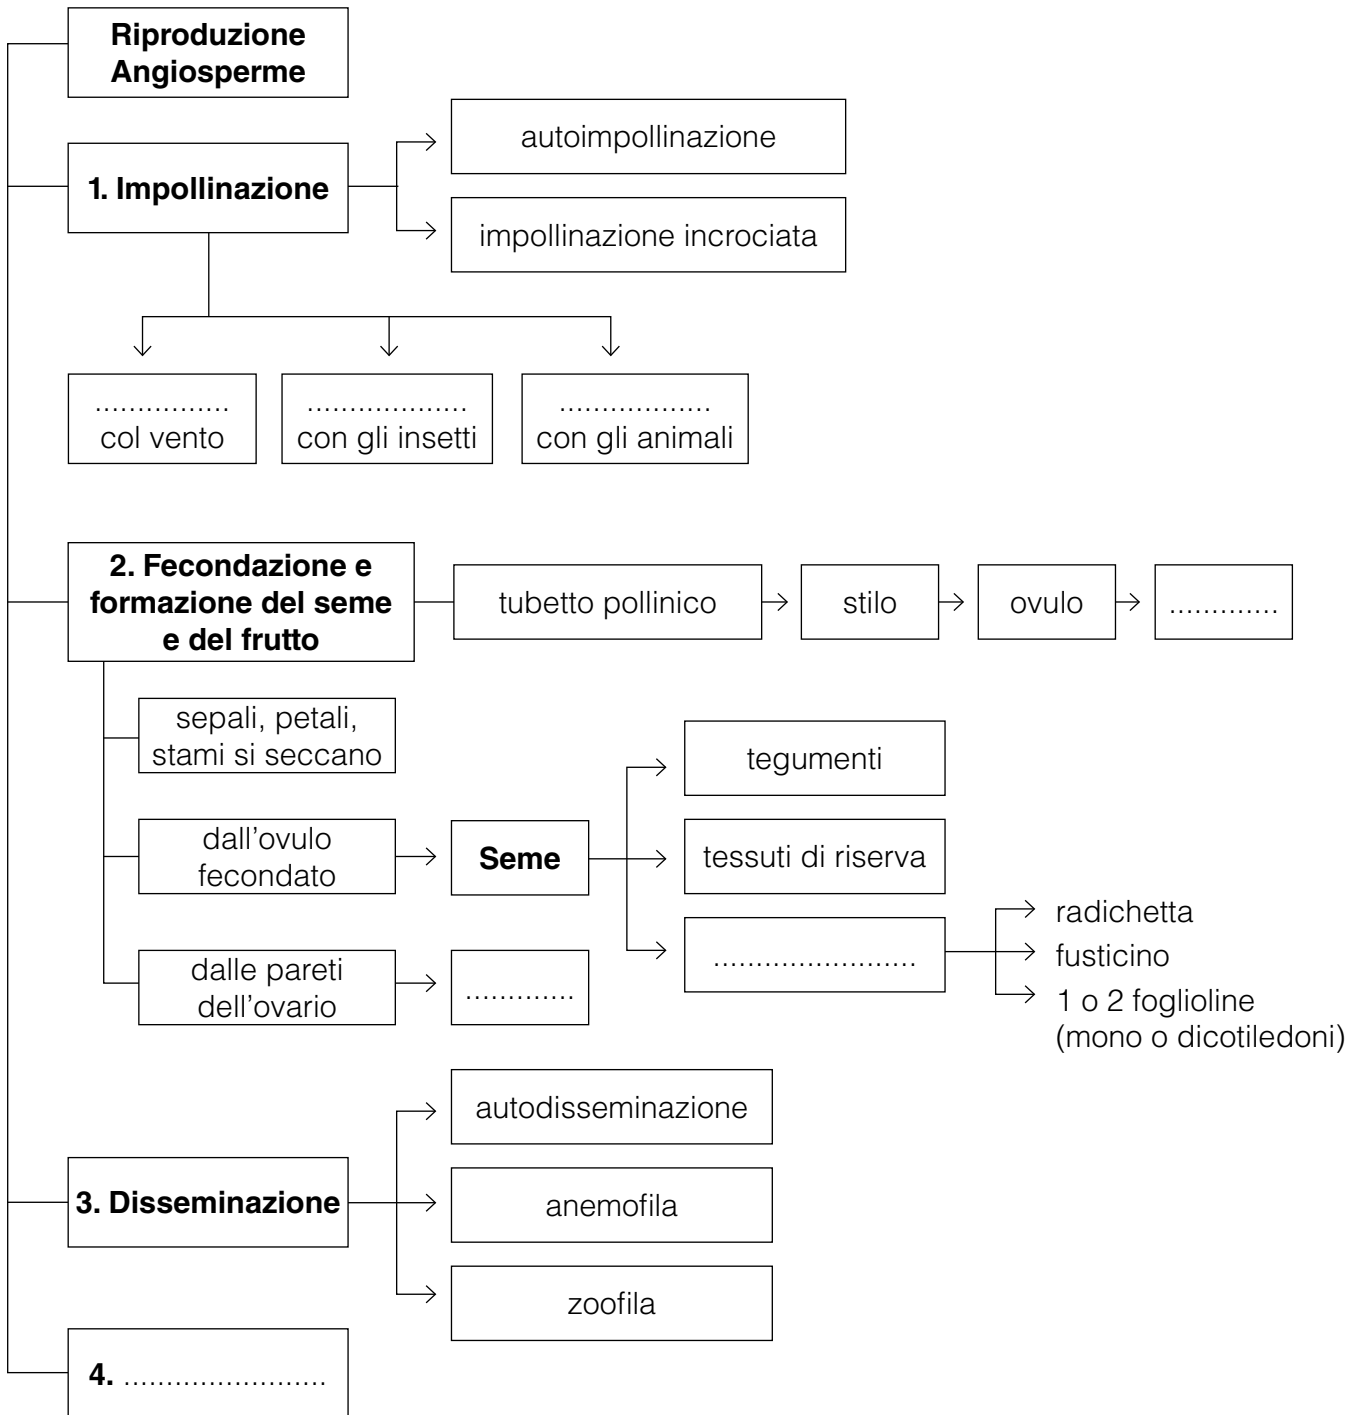 Riproduzione
Angiosperme
autoimpollinazione
1. Impollinazione
impollinazione incrociata
................
col vento
...................
con gli insetti
..................
con gli animali
2. Fecondazione e
formazione del seme
e del frutto
tubetto pollinico
stilo
ovulo
.............
sepali, petali,
stami si seccano
tegumenti
dall'ovulo
fecondato
Seme
tessuti di riserva
........................
radichetta
fusticino
1 o 2 foglioline
(mono o dicotiledoni)
dalle pareti
dell'ovario
.............
autodisseminazione
3. Disseminazione
anemofila
zoofila
4. ........................